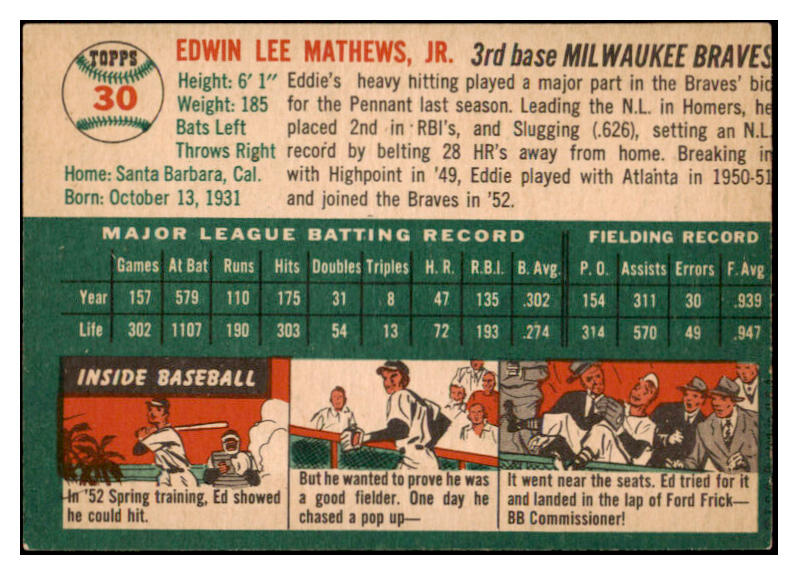 TOPPS
30
EDWIN LEE MATHEWS, JR. 3rd base MILWAUKEE BRAVES
Height: 6' 1"
Weight: 185
Bats Left
Throws Right
Home: Santa Barbara, Cal.
Born: October 13, 1931
Eddie's heavy hitting played a major part in the Braves' bid
for the Pennant last season. Leading the N.L. in Homers, he
placed 2nd in RBI's, and Slugging (.626), setting an N.L.
record by belting 28 HR's away from home. Breaking in
with Highpoint in '49, Eddie played with Atlanta in 1950-51
and joined the Braves in '52.
MAJOR LEAGUE BATTING RECORD FIELDING RECORD
Games At Bat Runs Hits Doubles Triples H. R. R.B.I. B. Avg. P. O. Assists Errors F. Avg
Year 157 579 110 175 31 8 47 135 .302 154 311 30 .939
Life 302 1107 190 303 54 13 72 193 .274 314 570 49 .947
INSIDE BASEBALL
In '52 Spring training, Ed showed
he could hit.
But he wanted to prove he was
a good fielder. One day he
chased a pop up—
It went near the seats. Ed tried for it
and landed in the lap of Ford Frick—
BB Commissioner!